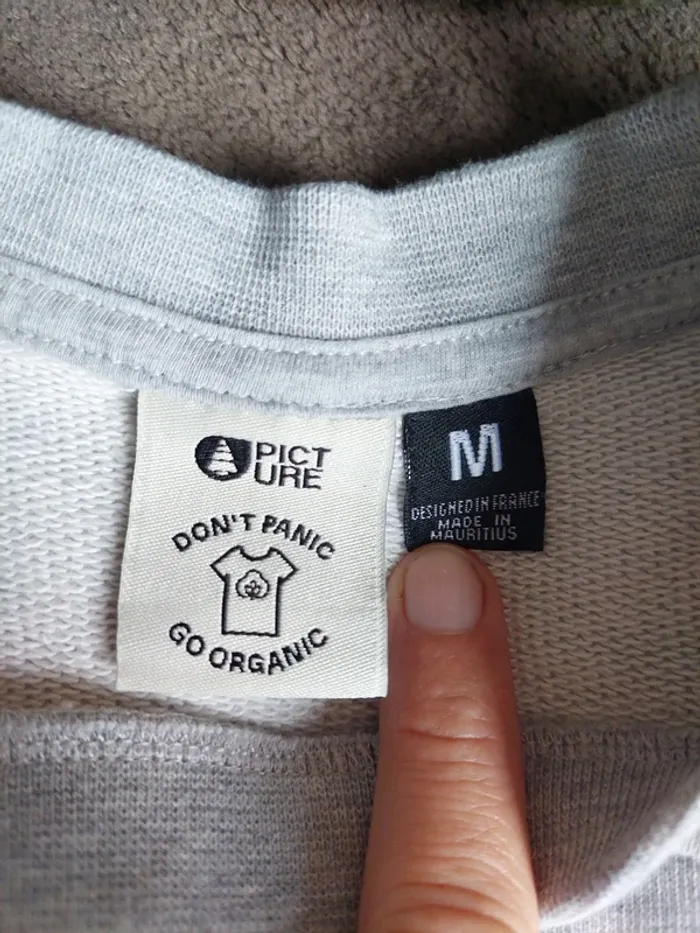 PICT
URE
DON'T PANIC
GO ORGANIC
M
DESIGNED IN FRANCE
MADE IN
MAURITIUS